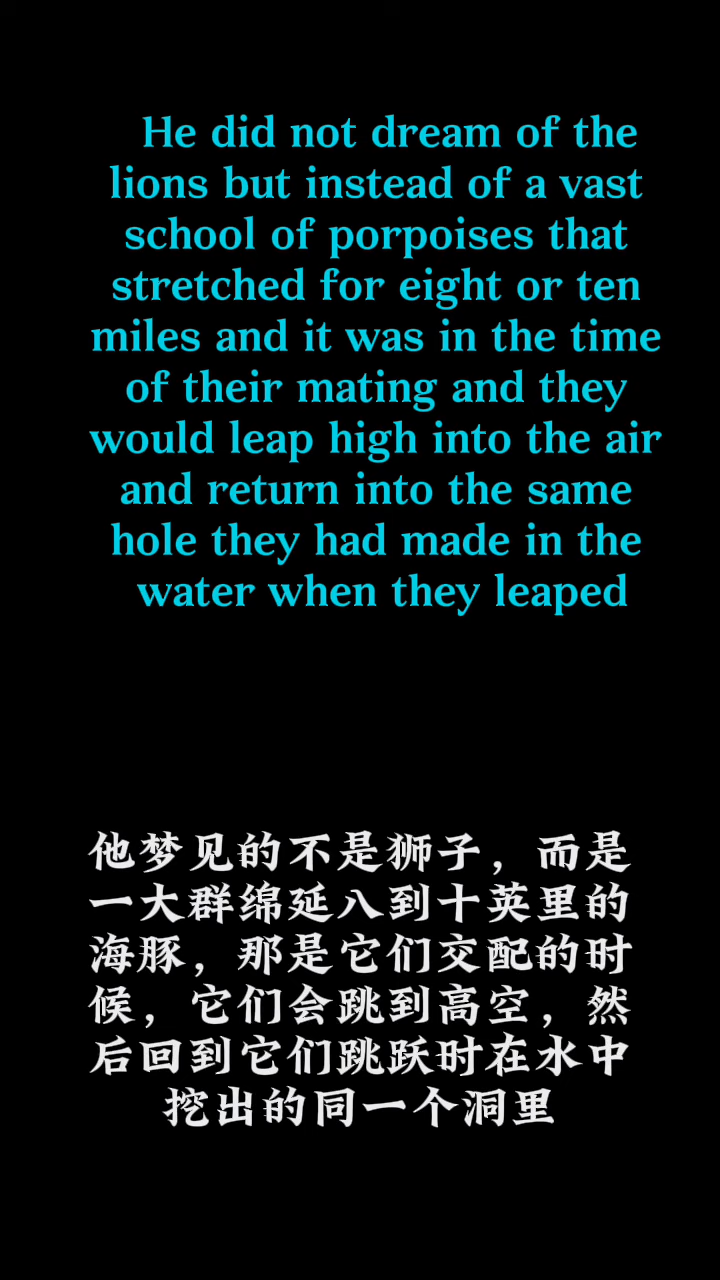 He did not dream of the
lions but instead of a vast
school of porpoises that
stretched for eight or ten
miles and it was in the time
of their mating and they
would leap high into the air
and return into the same
hole they had made in the
water when they leaped
他梦见的不是狮子，而是
一大群绵延八到十英里的
海豚，那是它们交配的时
候，它们会跳到高空，然
后回到它们跳跃时在水中
挖出的同一个洞里